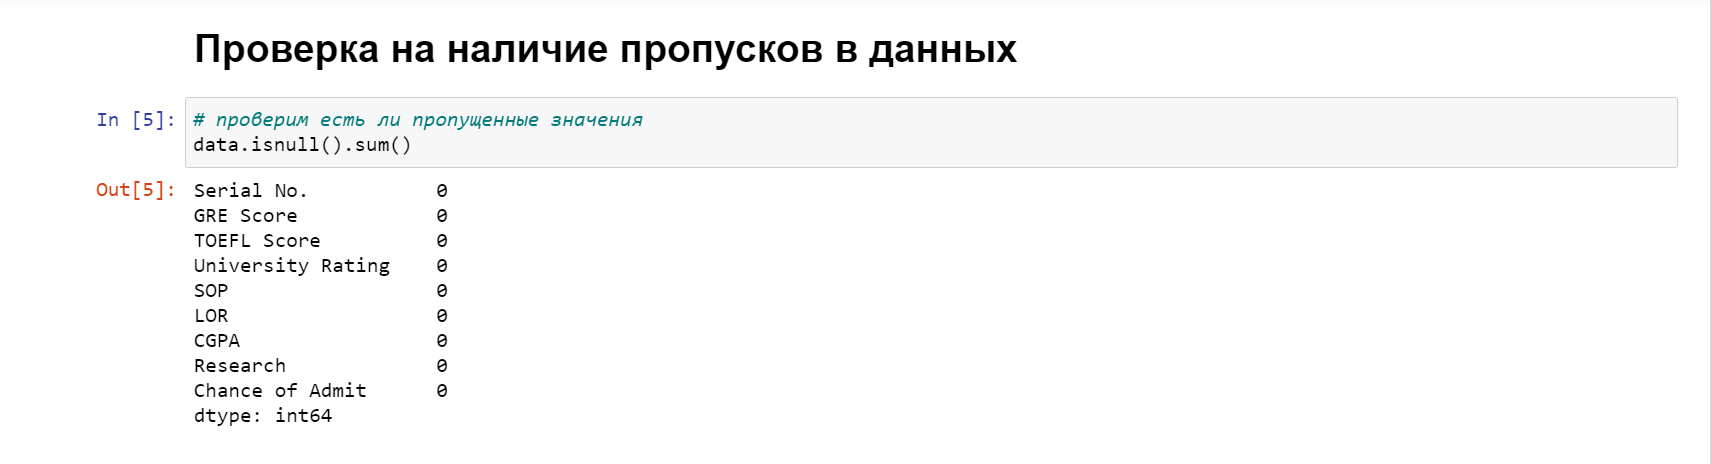 Проверка на наличие пропусков в данных
In [5]: # проверим есть ли пропущенные значения
data.isnull().sum()
Out[5]: Serial No. 0
GRE Score 0
TOEFL Score 0
University Rating 0
SOP 0
LOR 0
CGPA 0
Research 0
Chance of Admit 0
dtype: int64